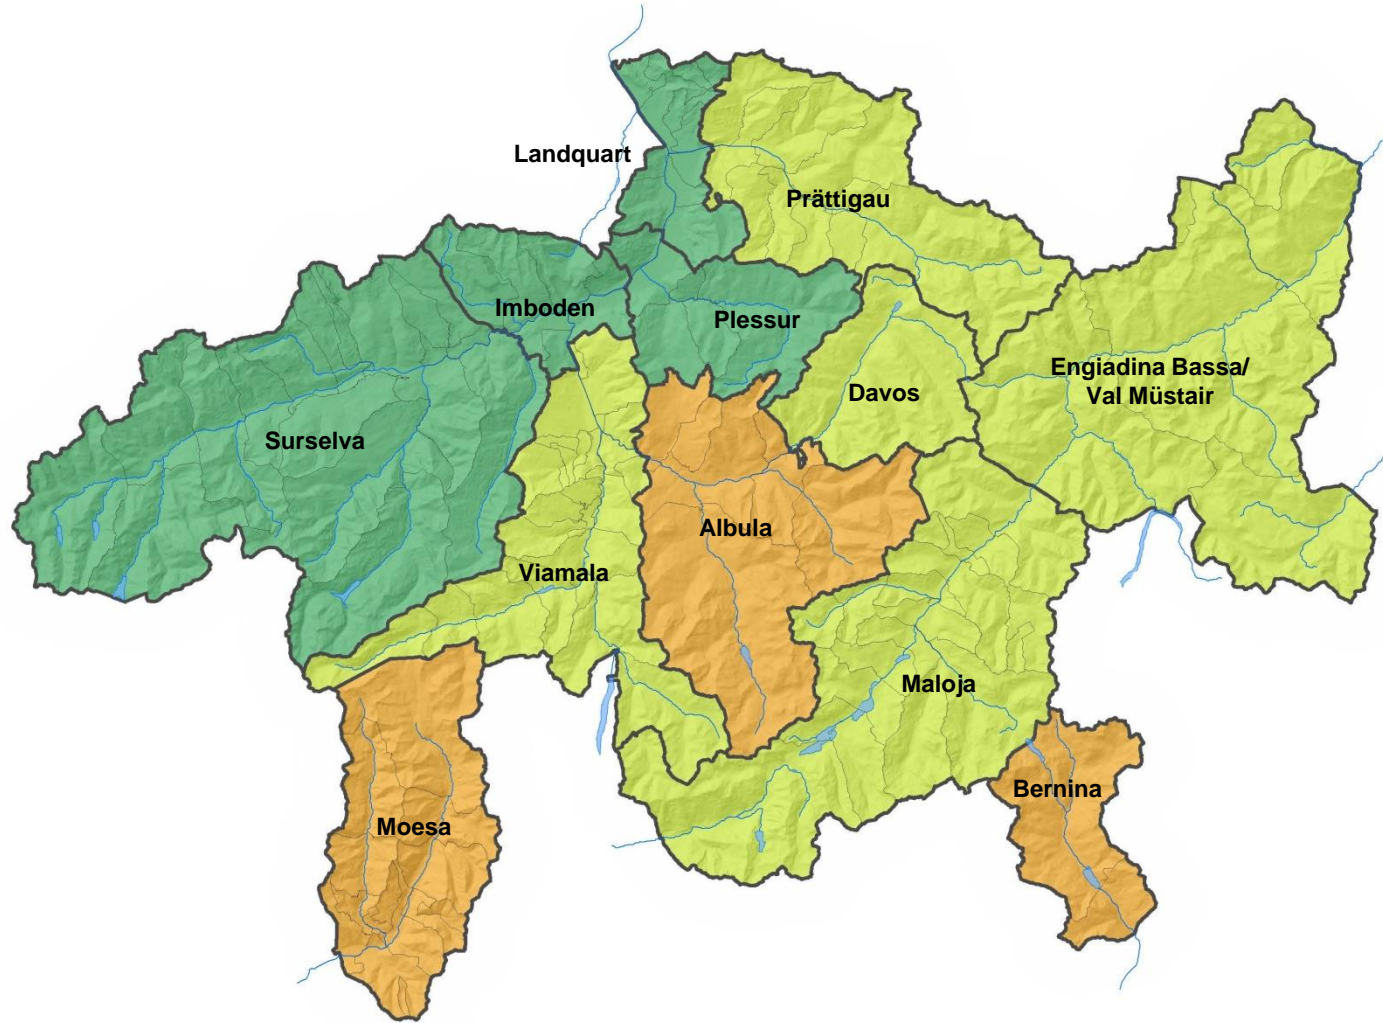 Landquart
Prättigau
Imboden
Plessur
Engiadina Bassa/
Val Müstair
Davos
Surselva
Albula
Viamala
Maloja
Bernina
Moesa